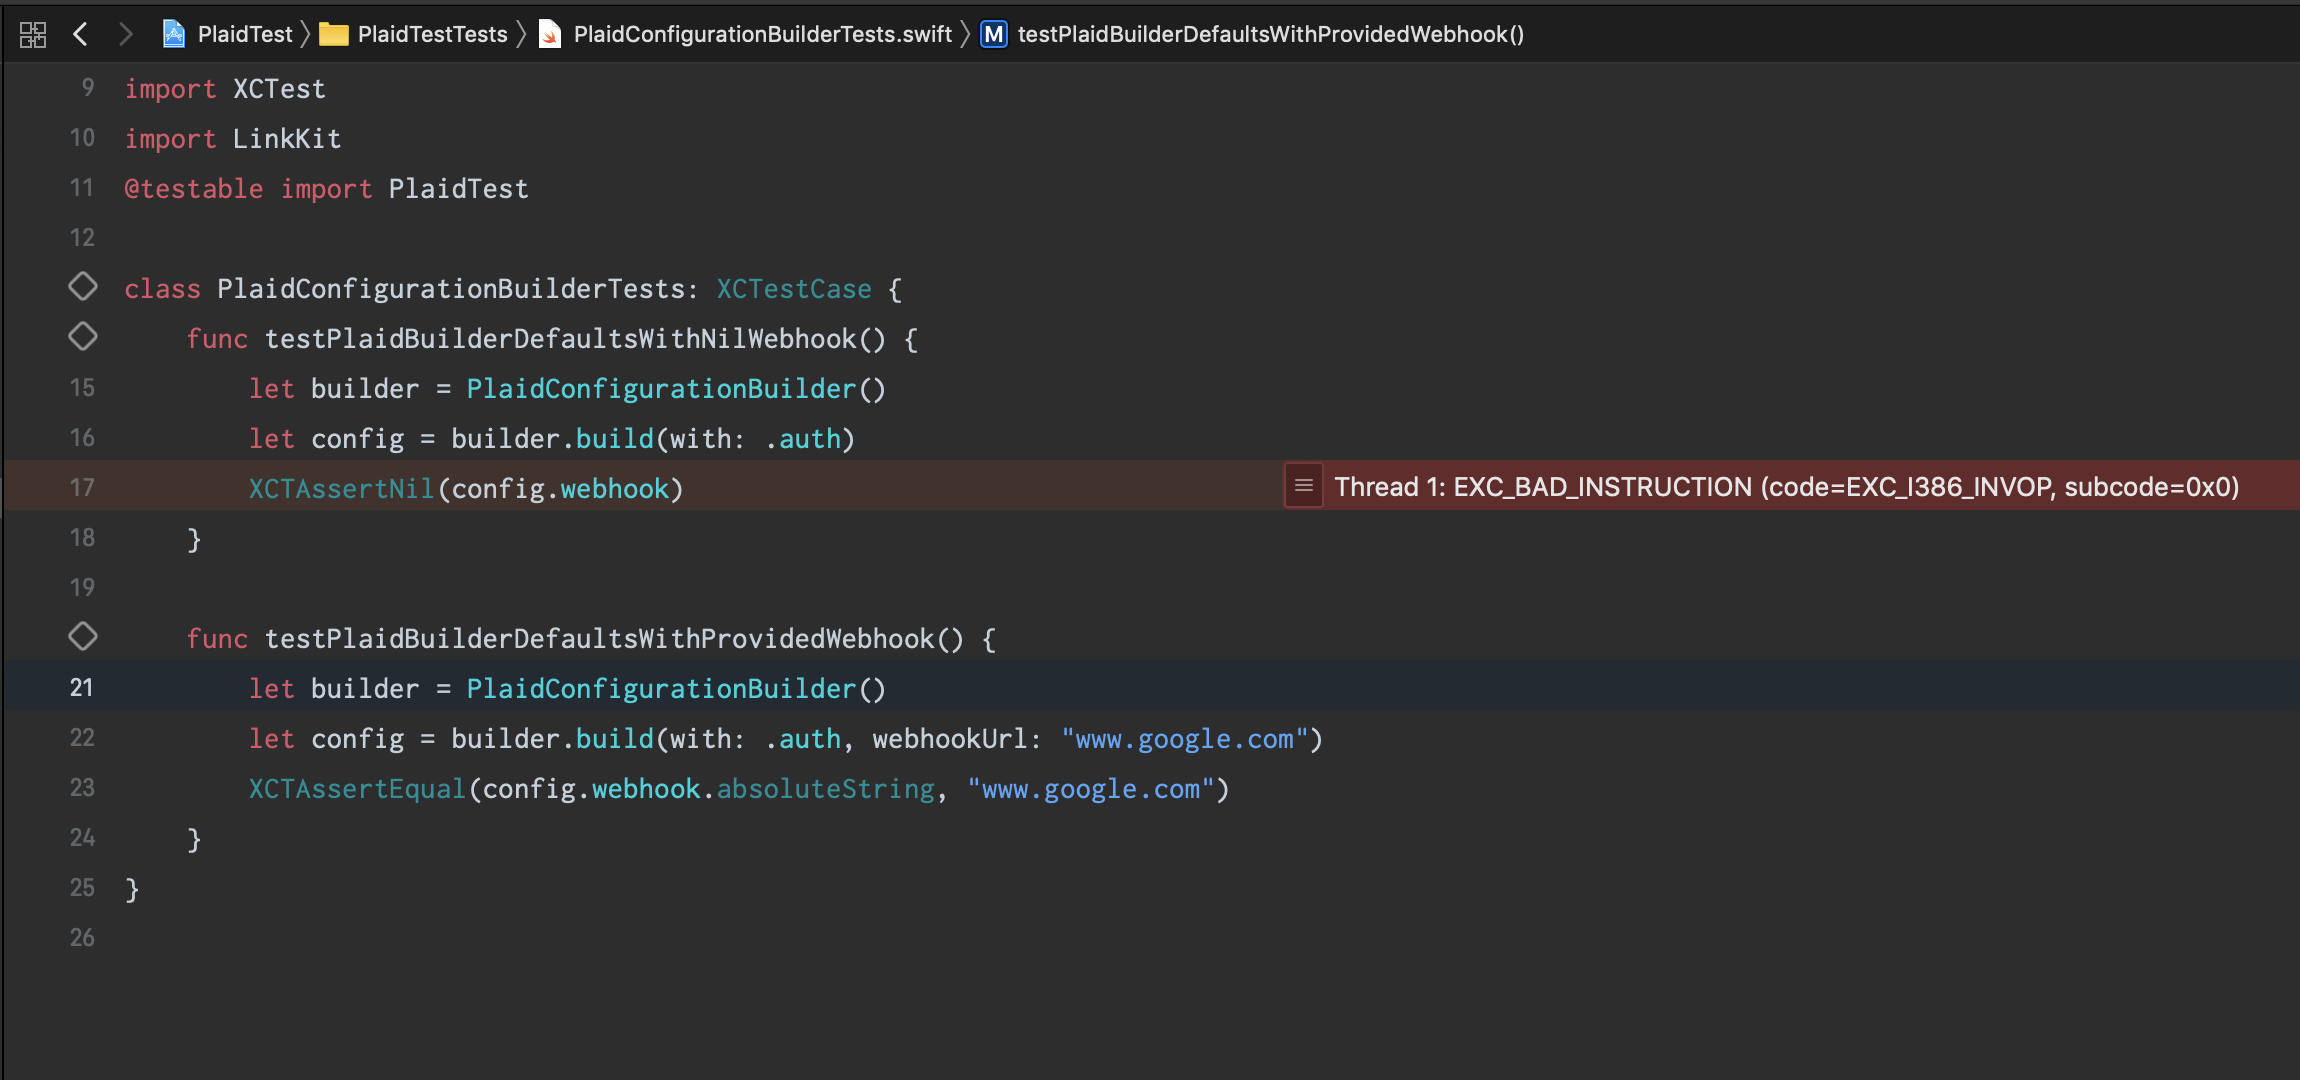 PlaidTest PlaidTestTests PlaidConfigurationBuilderTests.swift M testPlaidBuilderDefaultsWithProvidedWebhook()
9 import XCTest
10 import LinkKit
11 @testable import PlaidTest
12
class PlaidConfigurationBuilderTests: XCTestCase {
func testPlaidBuilderDefaultsWithNilWebhook() {
15 let builder = PlaidConfigurationBuilder()
16 let config = builder.build(with: .auth)
17 XCTAssertNil(config.webhook) Thread 1: EXC_BAD_INSTRUCTION (code=EXC_I386_INVOP, subcode=0x0)
18 }
19
func testPlaidBuilderDefaultsWithProvidedWebhook() {
21 let builder = PlaidConfigurationBuilder()
22 let config = builder.build(with: .auth, webhookUrl: "www.google.com")
23 XCTAssertEqual(config.webhook.absoluteString, "www.google.com")
24 }
25 }
26